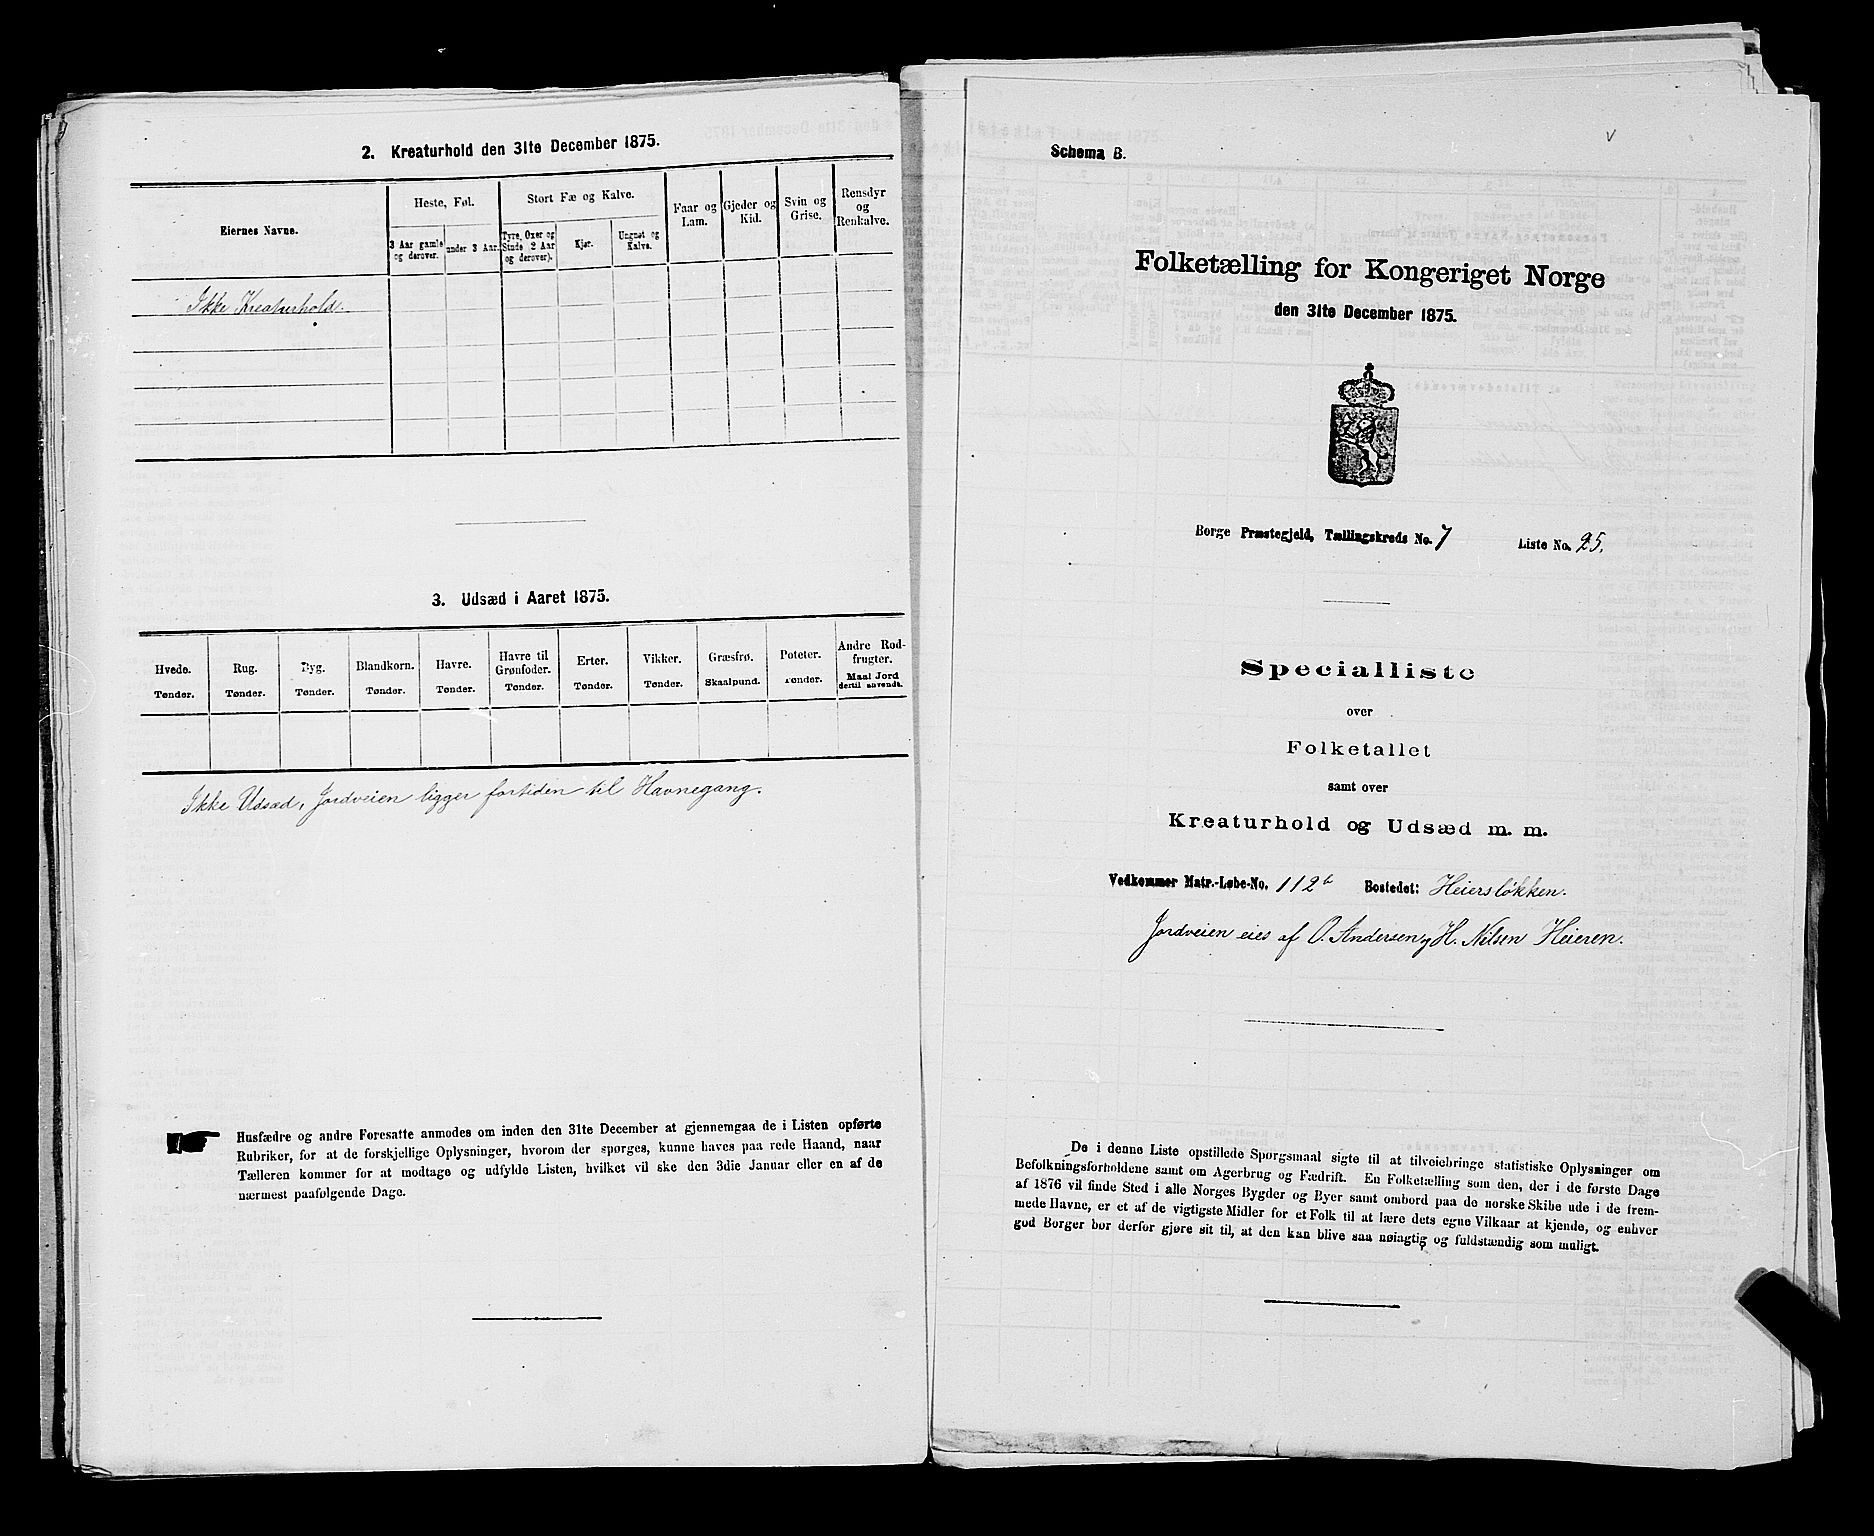 2. Kreaturhold den 31te December 1875.
Eiernes Navne.
Heste, Føl.
3 Aar gamle og derover.
under 3 Aar.
Stort Fæ og Kalve.
Tyre, Oxer og Stude 2 Aar og derover).
Kjør.
Ungnøt og Kalve.
Faar og Lam.
Gjeder og Kid.
Svin og Grise.
Rensdyr og Renkalve.
Ikke Kreaturhold.
3. Udsæd i Aaret 1875.
Hvede. Tønder.
Rug. Tønder.
Byg. Tønder.
Blandkorn. Tønder.
Havre. Tønder.
Havre til Grønfoder. Tønder.
Erter. Tønder.
Vikker. Tønder.
Græsfrø. Skaalpund.
Poteter. Tønder.
Andre Rodfrugter. Maal Jord dertil anvendt.
Ikke Udsæd, Jordveien ligger fortiden til Havnegang.
Husfædre og andre Foresatte anmodes om inden den 31te December at gjennemgaa de i Listen opførte
Rubriker, for at de forskjellige Oplysninger, hvorom der spørges, kunne haves paa rede Haand, naar
Tælleren kommer for at modtage og udfylde Listen, hvilket vil ske den 3die Januar eller en af de
nærmest paafølgende Dage.
Schema B.
Folketælling for Kongeriget Norge
den 31te December 1875.
Borge Præstegjeld, Tællingskreds No. 7 Liste No. 25.
Specialliste
over
Folketallet
samt over
Kreaturhold og Udsæd m. m.
Vedkommer Matr.-Løbe-No. 112b Bostedet: Heiersløkken.
Jordveien eies af O. Andersen, H. Nilsen Heieren.
De i denne Liste opstillede Spørgsmaal sigte til at tilveiebringe statistiske Oplysninger om
Befolkningsforholdene samt om Agerbrug og Fædrift. En Folketælling som den, der i de første Dage
af 1876 vil finde Sted i alle Norges Bygder og Byer samt ombord paa de norske Skibe ude i de frem-
mede Havne, er et af de vigtigste Midler for et Folk til at lære dets egne Vilkaar at kjende, og enhver
god Borger bør derfor gjøre sit til, at den kan blive saa nøiagtig og fuldstændig som muligt.